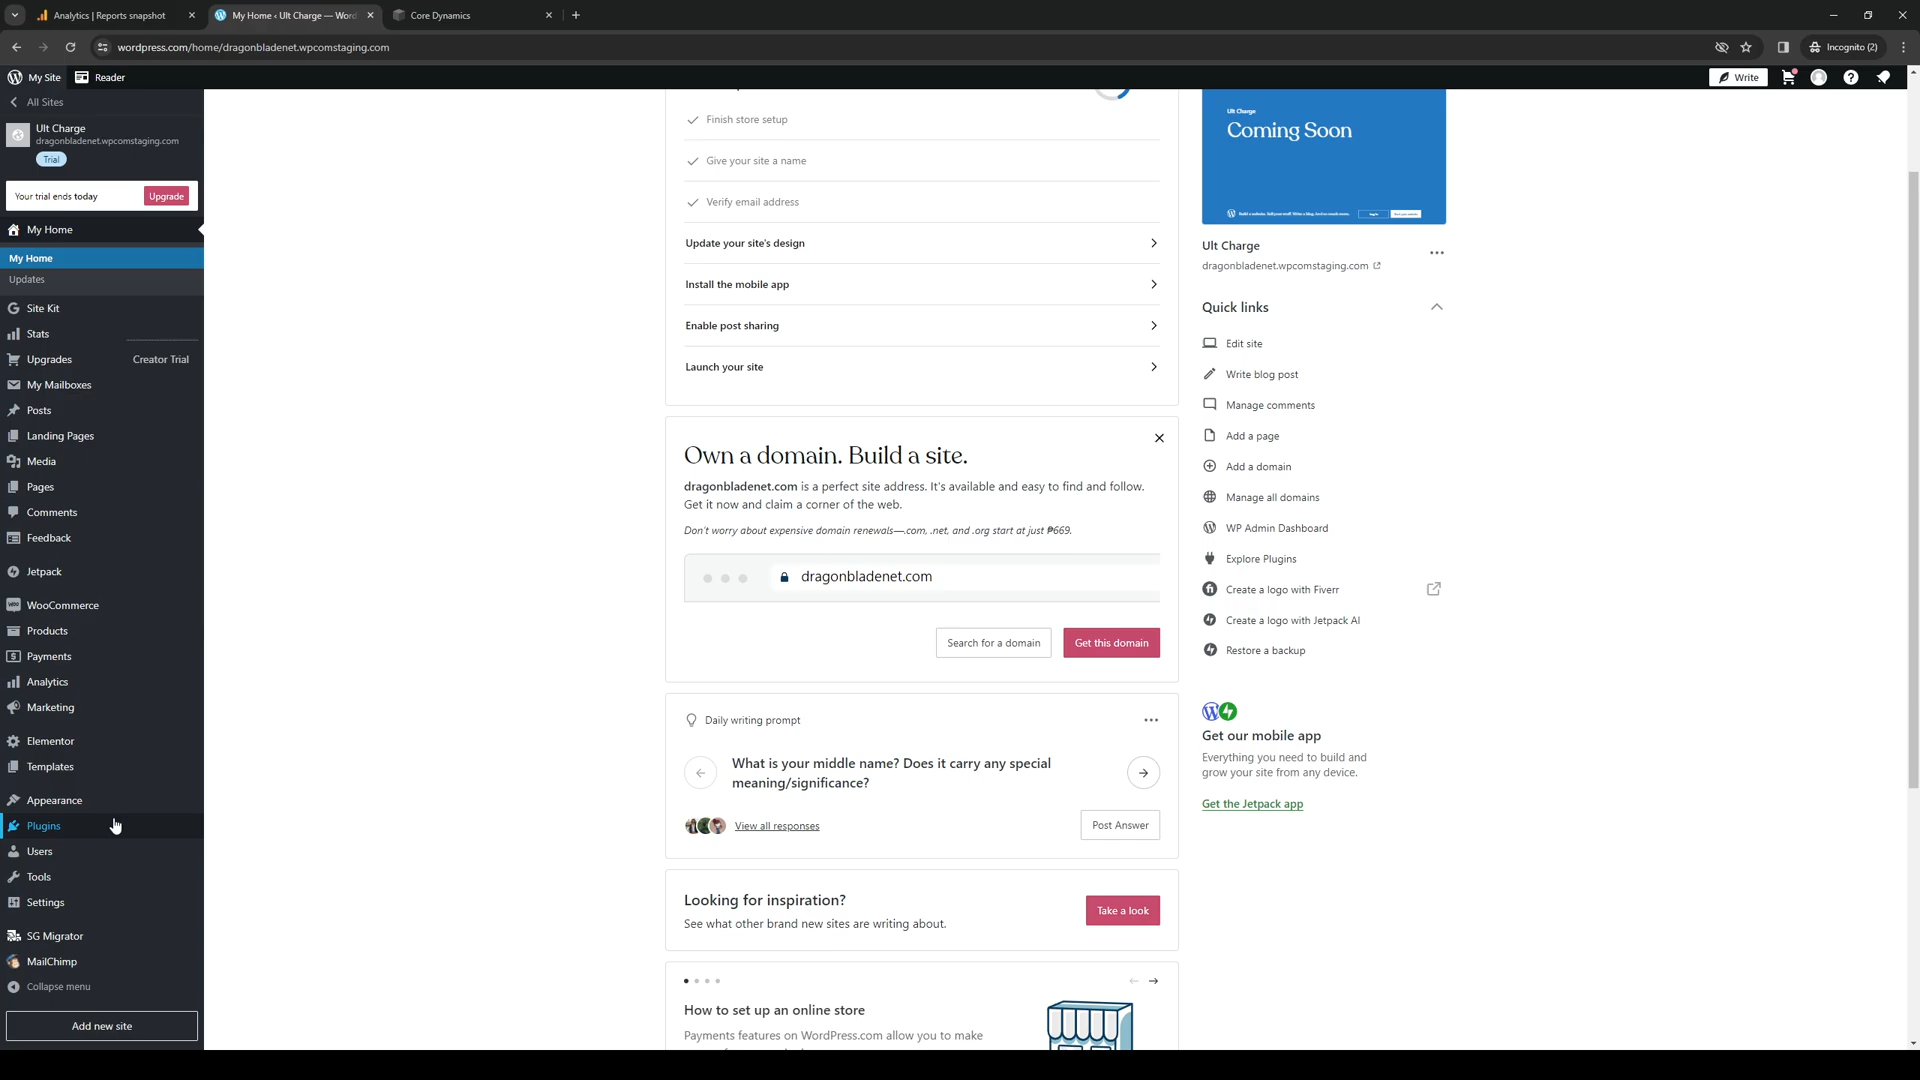 Analytics | Reports snapshot
My Home ‹ Ult Charge — Word
Core Dynamics
wordpress.com/home/dragonbladenet.wpcomstaging.com
Incognito (2)
My Site
Reader
Write
All Sites
Ult Charge
dragonbladenet.wpcomstaging.com
Trial
Your trial ends today
Upgrade
My Home
My Home
Updates
Site Kit
Stats
Upgrades
Creator Trial
My Mailboxes
Posts
Landing Pages
Media
Pages
Comments
Feedback
Jetpack
WooCommerce
Products
Payments
Analytics
Marketing
Elementor
Templates
Appearance
Plugins
Users
Tools
Settings
SG Migrator
MailChimp
Collapse menu
Add new site
Finish store setup
Give your site a name
Verify email address
Update your site's design
Install the mobile app
Enable post sharing
Launch your site
Own a domain. Build a site.
dragonbladenet.com is a perfect site address. It's available and easy to find and follow.
Get it now and claim a corner of the web.
Don't worry about expensive domain renewals—.com, .net, and .org start at just ₱669.
dragonbladenet.com
Search for a domain
Get this domain
Daily writing prompt
What is your middle name? Does it carry any special
meaning/significance?
View all responses
Post Answer
Looking for inspiration?
See what other brand new sites are writing about.
Take a look
How to set up an online store
Payments features on WordPress.com allow you to make
Ult Charge
Coming Soon
Ult Charge
dragonbladenet.wpcomstaging.com
Quick links
Edit site
Write blog post
Manage comments
Add a page
Add a domain
Manage all domains
WP Admin Dashboard
Explore Plugins
Create a logo with Fiverr
Create a logo with Jetpack AI
Restore a backup
Get our mobile app
Everything you need to build and
grow your site from any device.
Get the Jetpack app